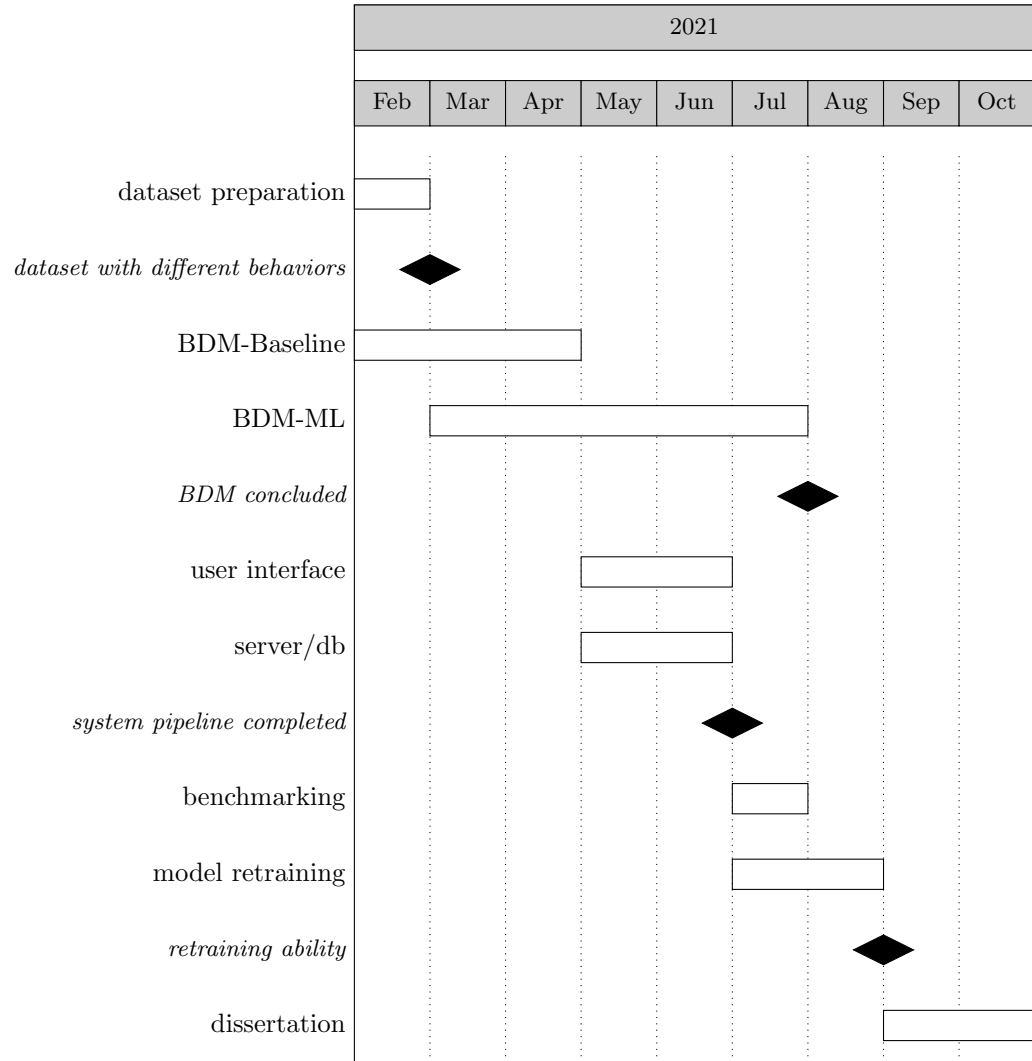 2021
Feb Mar Apr May Jun Jul Aug Sep Oct
dataset preparation
dataset with different behaviors
BDM-Baseline
BDM-ML
BDM concluded
user interface
server/db
system pipeline completed
benchmarking
model retraining
retraining ability
dissertation